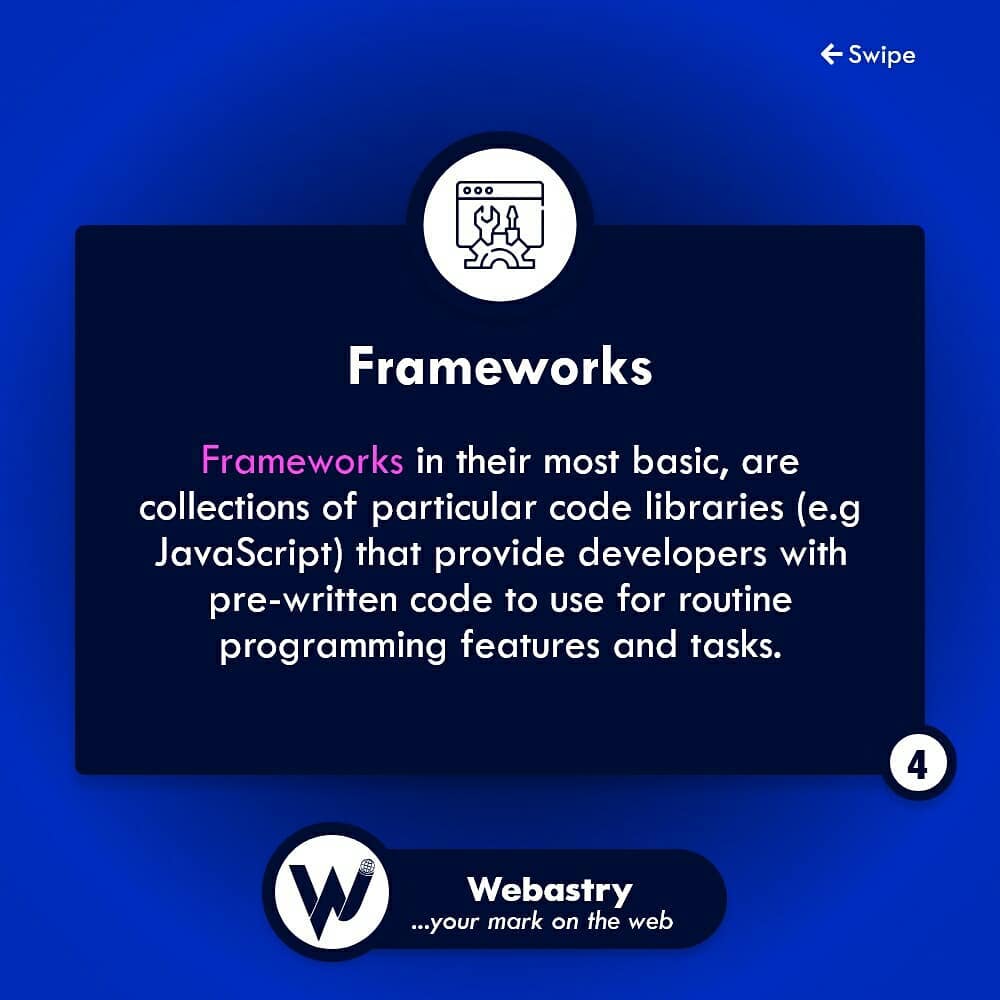 Swipe
Frameworks
Frameworks in their most basic, are
collections of particular code libraries (e.g
JavaScript) that provide developers with
pre-written code to use for routine
programming features and tasks.
4
Webastry
...your mark on the web